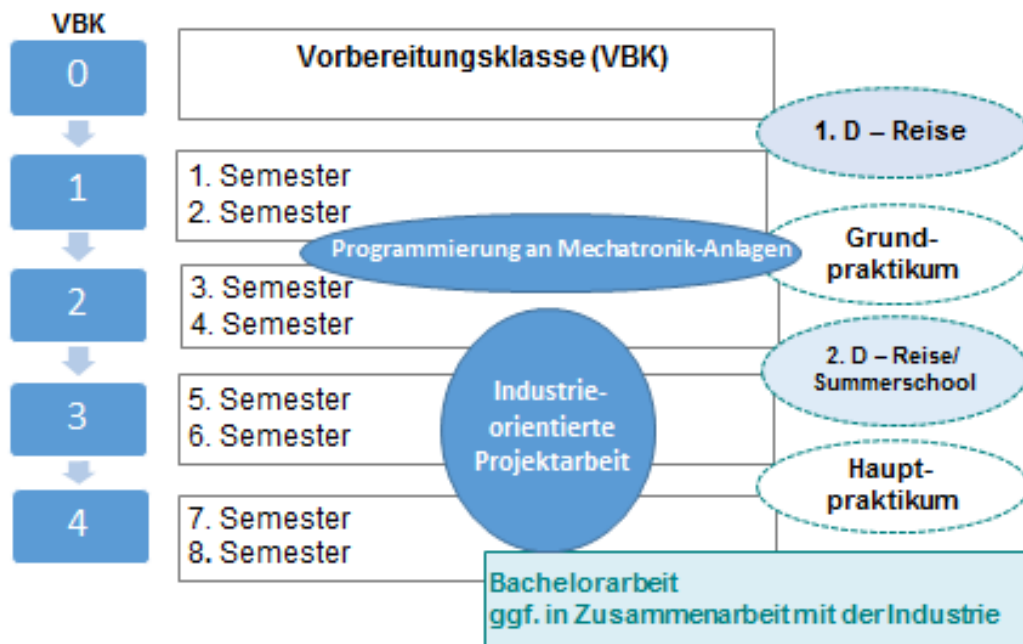 VBK
0
Vorbereitungsklasse (VBK)
1. D – Reise
1
1. Semester
2. Semester
Programmierung an Mechatronik-Anlagen
Grund-
praktikum
2
3. Semester
4. Semester
2. D – Reise/
Summerschool
3
5. Semester
6. Semester
Industrie-
orientierte
Projektarbeit
Haupt-
praktikum
4
7. Semester
8. Semester
Bachelorarbeit
ggf. in Zusammenarbeit mit der Industrie